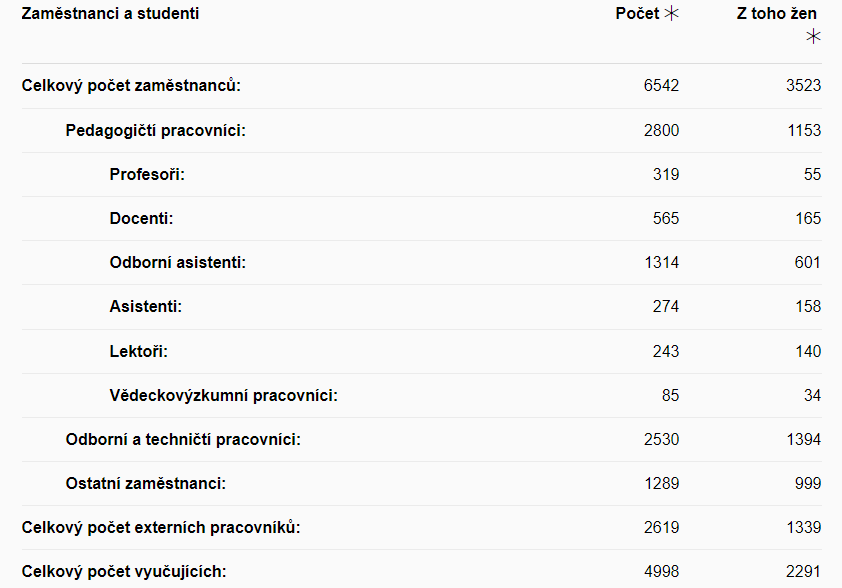 Zaměstnanci a studenti Počet * Z toho žen
*
Celkový počet zaměstnanců: 6542 3523
Pedagogičtí pracovníci: 2800 1153
Profesoři: 319 55
Docenti: 565 165
Odborní asistenti: 1314 601
Asistenti: 274 158
Lektoři: 243 140
Vědeckovýzkumní pracovníci: 85 34
Odborní a techničtí pracovníci: 2530 1394
Ostatní zaměstnanci: 1289 999
Celkový počet externích pracovníků: 2619 1339
Celkový počet vyučujících: 4998 2291